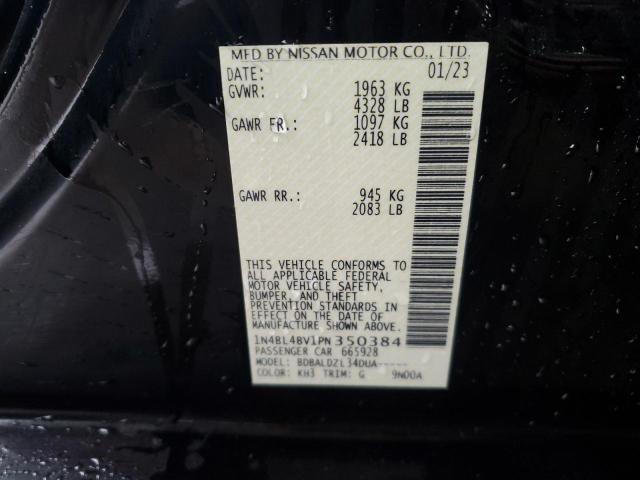 MFD BY NISSAN MOTOR CO., LTD.
DATE: 01/23
GVWR: 1963 KG
4328 LB
GAWR FR.: 1097 KG
2418 LB
GAWR RR.: 945 KG
2083 LB
THIS VEHICLE CONFORMS TO
ALL APPLICABLE FEDERAL
MOTOR VEHICLE SAFETY,
BUMPER, AND THEFT
PREVENTION STANDARDS IN
EFFECT ON THE DATE OF
MANUFACTURE SHOWN ABOVE.
1N4BL4BV1PN350384
PASSENGER CAR 665928
MODEL: BDBALDZL34DUA-----
COLOR: KH3 TRIM: G 9N00A